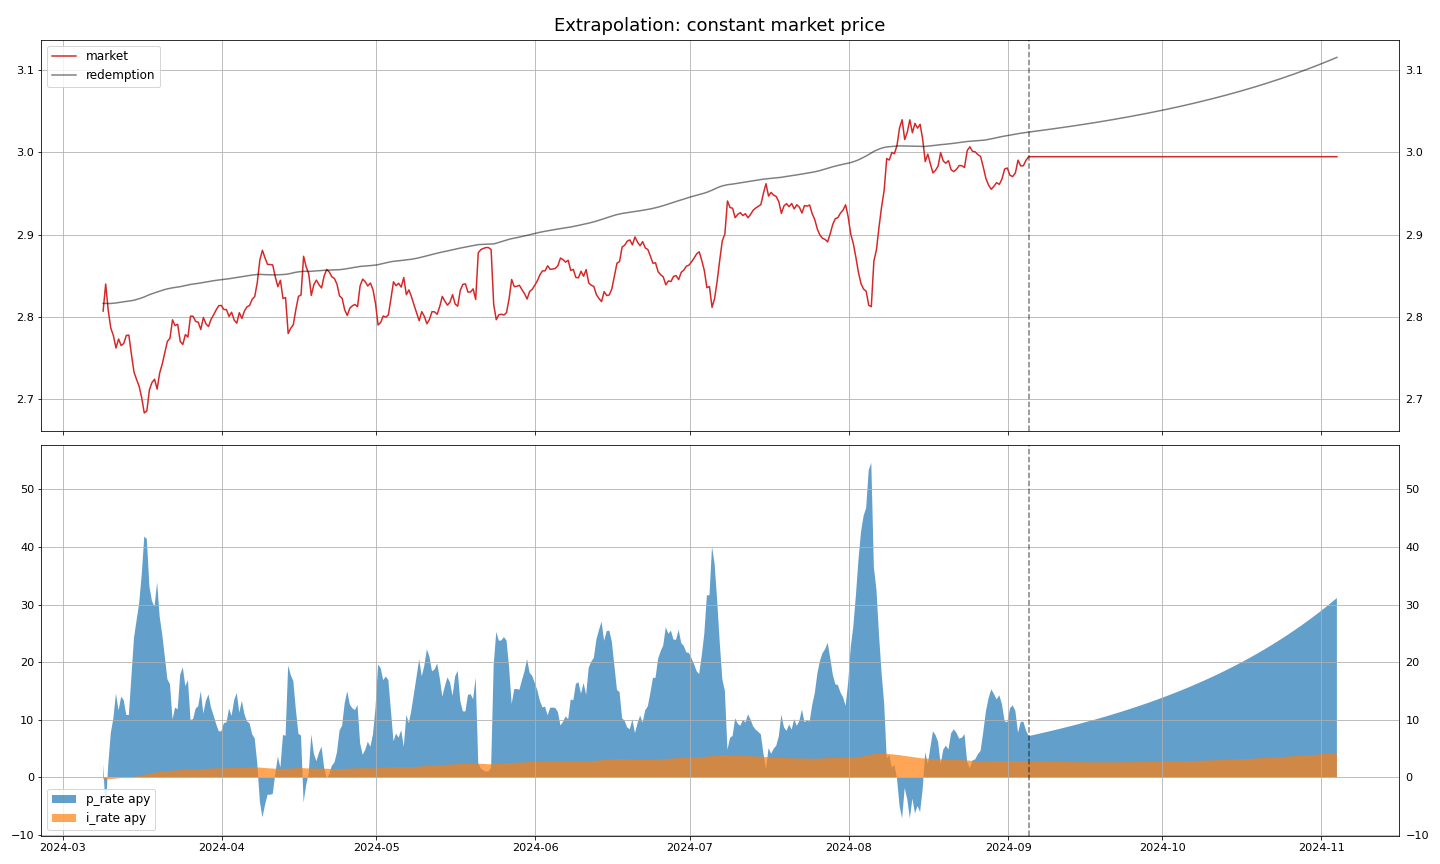 Extrapolation: constant market price
market
redemption
3.1 3.1
3.0 3.0
2.9 2.9
2.8 2.8
2.7 2.7
50 50
40 40
30 30
20 20
10 10
0 0
p_rate apy
i_rate apy
−10 −10
2024-03 2024-04 2024-05 2024-06 2024-07 2024-08 2024-09 2024-10 2024-11